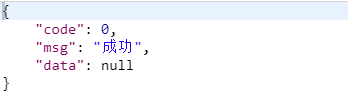 {
    "code": 0,
    "msg": "成功",
    "data": null
}